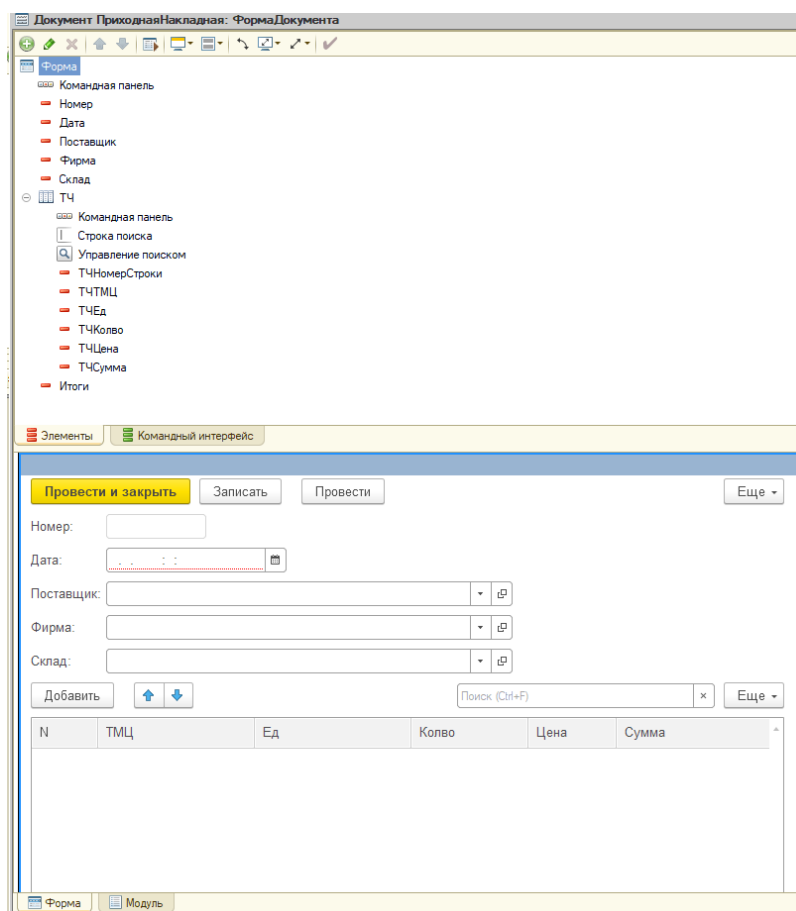 Документ ПриходнаяНакладная: ФормаДокумента
Форма
Командная панель
Номер
Дата
Поставщик
Фирма
Склад
ТЧ
Командная панель
Строка поиска
Управление поиском
ТЧНомерСтроки
ТЧТМЦ
ТЧЕд
ТЧКолво
ТЧЦена
ТЧСумма
Итоги
Элементы Командный интерфейс
Провести и закрыть Записать Провести Еще
Номер:
Дата: . . : :
Поставщик:
Фирма:
Склад:
Добавить Поиск (Ctrl+F) × Еще
N ТМЦ Ед Колво Цена Сумма
Форма Модуль